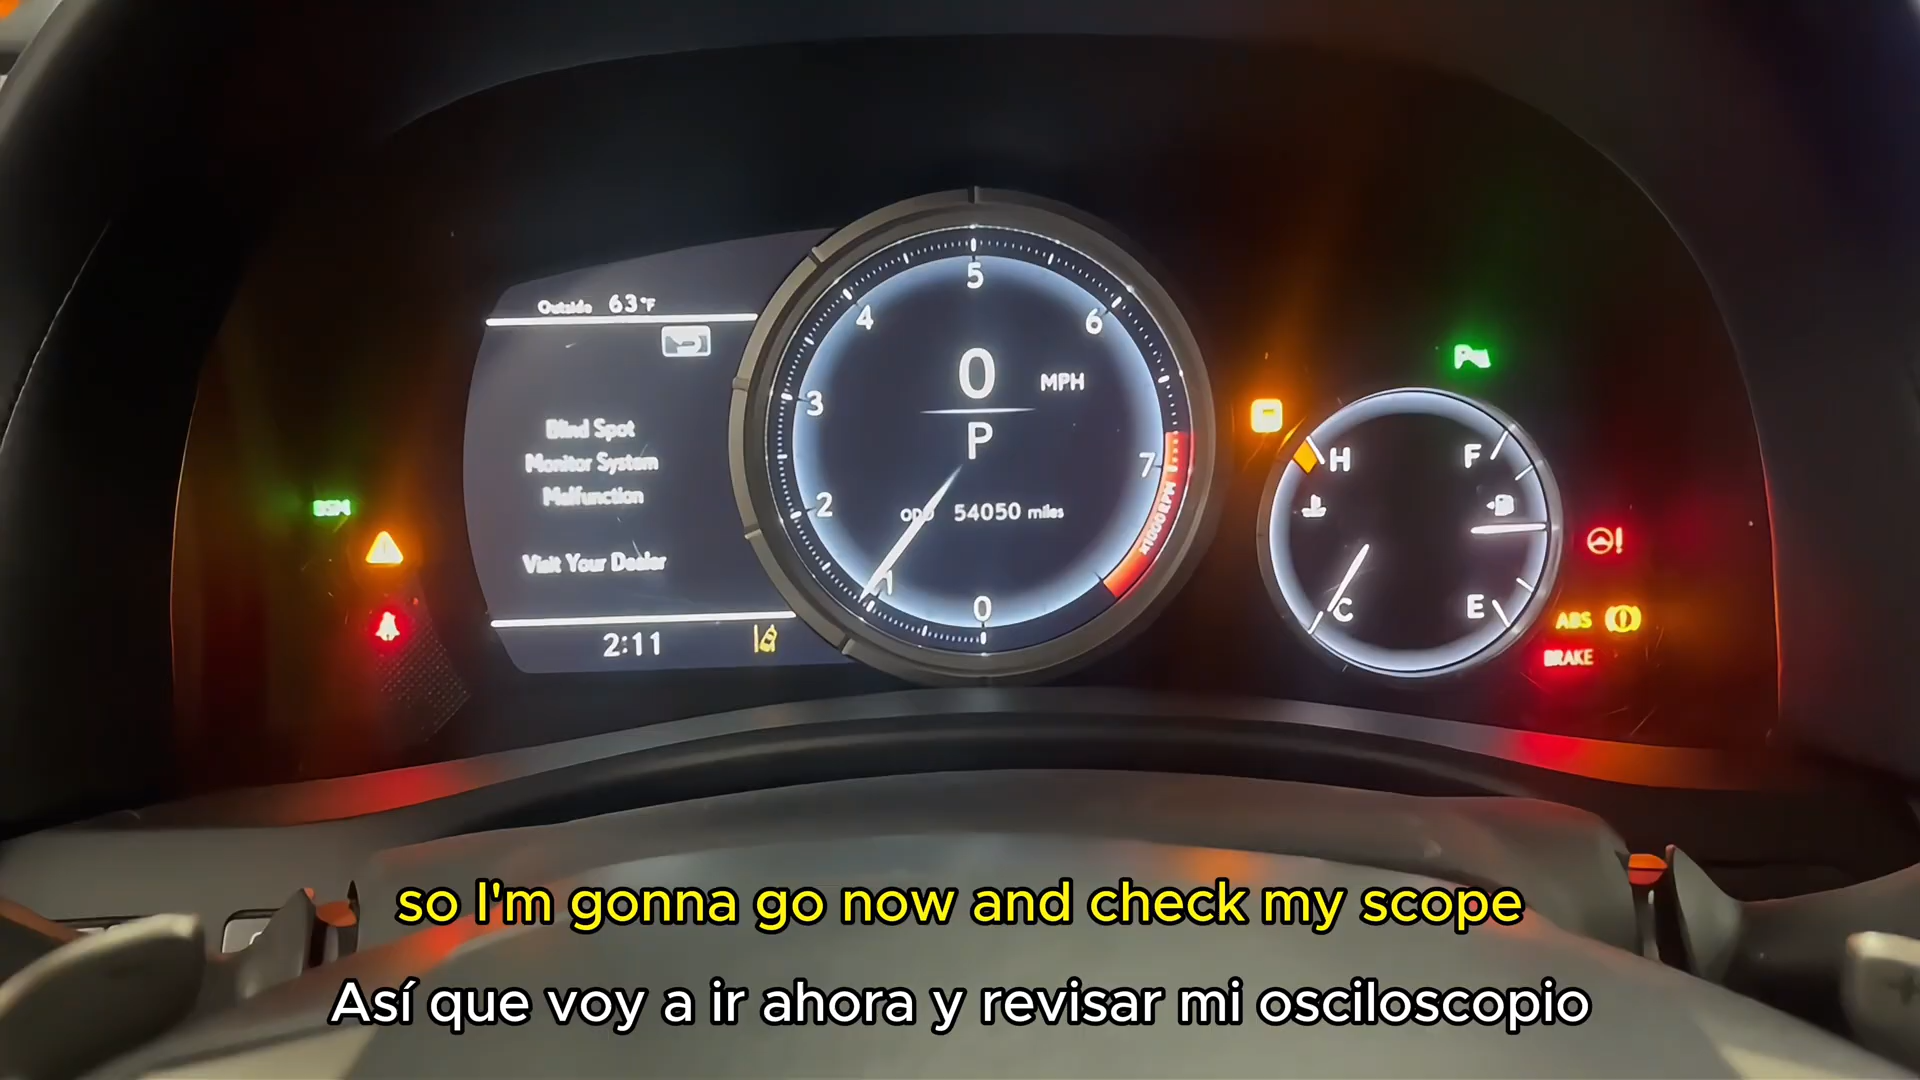 Outside 63°F
Blind Spot
Monitor System
Malfunction
Visit Your Dealer
2:11
BSM
0 1 2 3 4 5 6 7
0 MPH
P
ODO 54050 miles
x1000RPM
H F
C E
ABS
BRAKE
so I'm gonna go now and check my scope
Así que voy a ir ahora y revisar mi osciloscopio